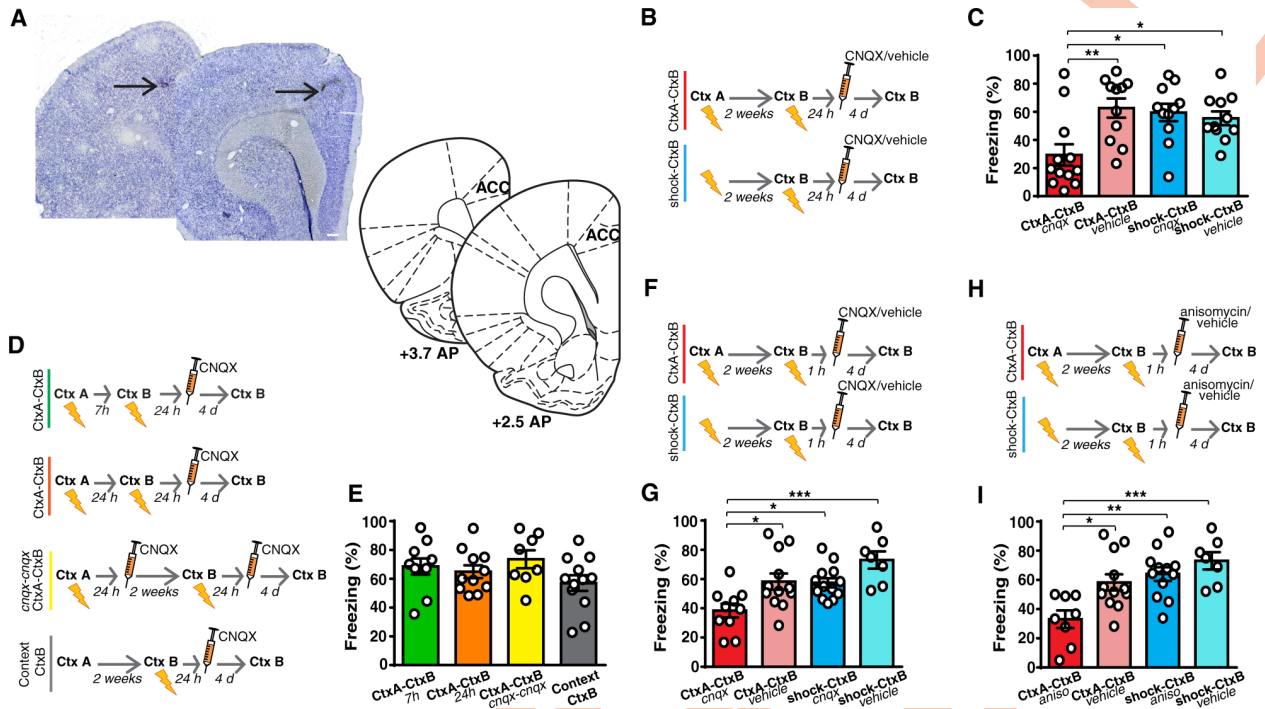 A
ACC
ACC
+3.7 AP
+2.5 AP
B
CtxA-CtxB
Ctx A
2 weeks
Ctx B
24 h
CNQX/vehicle
4 d
Ctx B
shock-CtxB
2 weeks
Ctx B
24 h
CNQX/vehicle
4 d
Ctx B
C
Freezing (%)
100
80
60
40
20
0
**
*
*
CtxA-CtxB
cnqx
CtxA-CtxB
vehicle
shock-CtxB
cnqx
shock-CtxB
vehicle
D
CtxA-CtxB
Ctx A
7h
Ctx B
24 h
CNQX
4 d
Ctx B
CtxA-CtxB
Ctx A
24 h
Ctx B
24 h
CNQX
4 d
Ctx B
cnqx-cnqx
CtxA-CtxB
Ctx A
24 h
CNQX
2 weeks
Ctx B
24 h
CNQX
4 d
Ctx B
Context
CtxB
Ctx A
2 weeks
Ctx B
24 h
CNQX
4 d
Ctx B
E
Freezing (%)
100
80
60
40
20
0
CtxA-CtxB
7h
CtxA-CtxB
24h
CtxA-CtxB
cnqx-cnqx
Context
CtxB
F
CtxA-CtxB
Ctx A
2 weeks
Ctx B
1 h
CNQX/vehicle
4 d
Ctx B
shock-CtxB
2 weeks
Ctx B
1 h
CNQX/vehicle
4 d
Ctx B
G
Freezing (%)
100
80
60
40
20
0
***
*
*
CtxA-CtxB
cnqx
CtxA-CtxB
vehicle
shock-CtxB
cnqx
shock-CtxB
vehicle
H
CtxA-CtxB
Ctx A
2 weeks
Ctx B
1 h
anisomycin/
vehicle
4 d
Ctx B
shock-CtxB
2 weeks
Ctx B
1 h
anisomycin/
vehicle
4 d
Ctx B
I
Freezing (%)
100
80
60
40
20
0
***
**
*
CtxA-CtxB
aniso
CtxA-CtxB
vehicle
shock-CtxB
aniso
shock-CtxB
vehicle